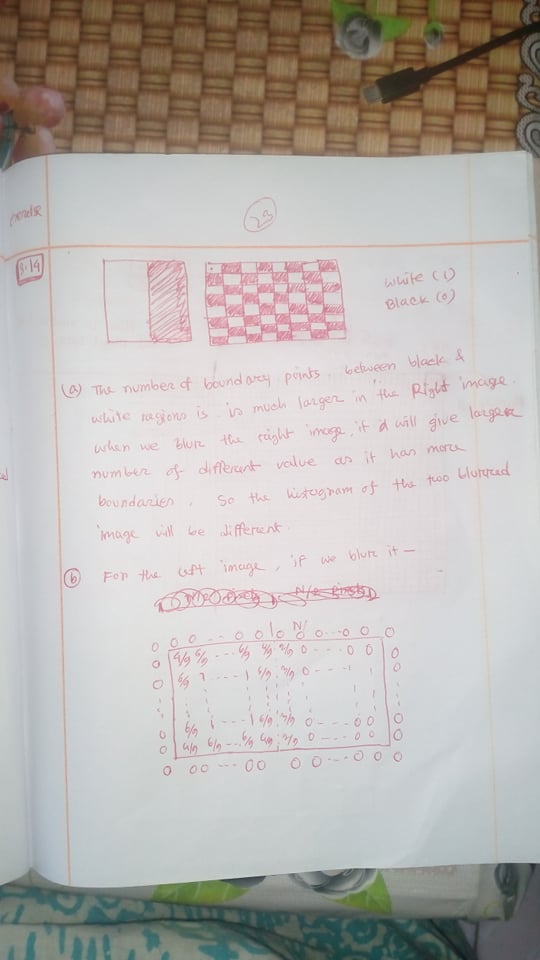 exercise
23
3.14
White (1)
Black (0)
(a) The number of boundary points between black &
white regions is is much larger in the Right image.
when we blur the right image, it will give larger
number of different value as it has more
boundaries. So the histogram of the two blurred
image will be different.
(b) For the left image, if we blur it —
N/
0 0 0 --- 0 0 0 0 0 --- 0 0 0
0 4/9 6/9 --- 6/9 4/9 2/9 0 --- 0 0 0
0 6/9 1 --- 1 6/9 3/9 0 --- 0
0 6/9 1 --- 1 6/9 3/9 0 --- 0 0 0
0 4/9 6/9 --- 6/9 4/9 2/9 0 --- 0 0 0
0 0 0 --- 0 0 0 0 --- 0 0 0